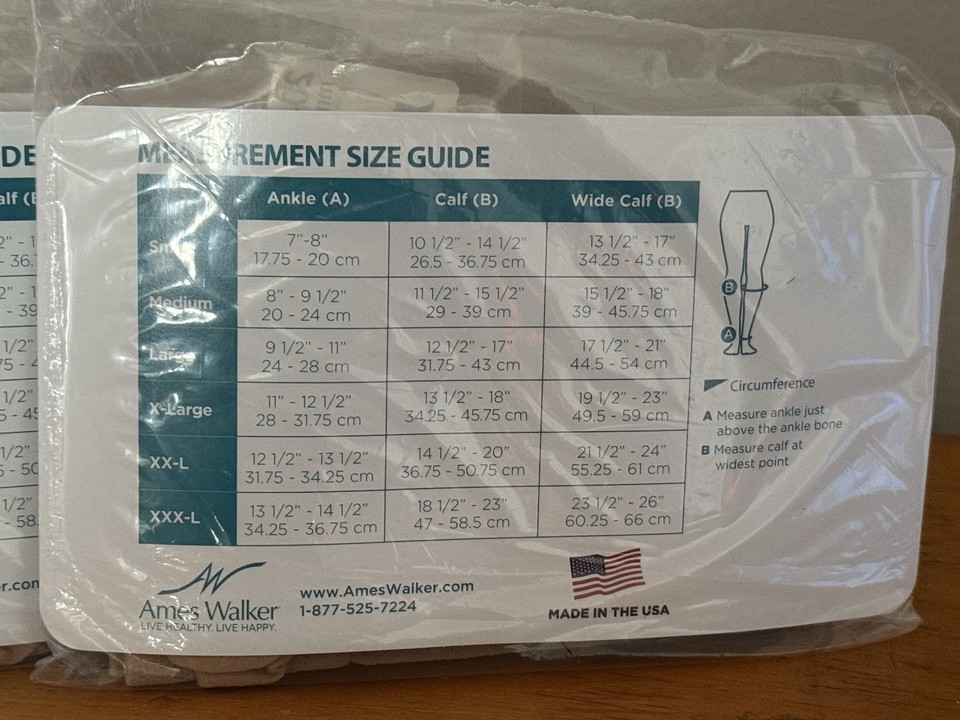 DE
MEASUREMENT SIZE GUIDE
Ankle (A) Calf (B) Wide Calf (B)
Small 7"-8" 10 1/2" - 14 1/2" 13 1/2" - 17"
17.75 - 20 cm 26.5 - 36.75 cm 34.25 - 43 cm
Medium 8" - 9 1/2" 11 1/2" - 15 1/2" 15 1/2" - 18"
20 - 24 cm 29 - 39 cm 39 - 45.75 cm
Large 9 1/2" - 11" 12 1/2" - 17" 17 1/2" - 21"
24 - 28 cm 31.75 - 43 cm 44.5 - 54 cm
X-Large 11" - 12 1/2" 13 1/2" - 18" 19 1/2" - 23"
28 - 31.75 cm 34.25 - 45.75 cm 49.5 - 59 cm
XX-L 12 1/2" - 13 1/2" 14 1/2" - 20" 21 1/2" - 24"
31.75 - 34.25 cm 36.75 - 50.75 cm 55.25 - 61 cm
XXX-L 13 1/2" - 14 1/2" 18 1/2" - 23" 23 1/2" - 26"
34.25 - 36.75 cm 47 - 58.5 cm 60.25 - 66 cm
B
A
Circumference
A Measure ankle just
above the ankle bone
B Measure calf at
widest point
Ames Walker
LIVE HEALTHY. LIVE HAPPY.
www.AmesWalker.com
1-877-525-7224
MADE IN THE USA